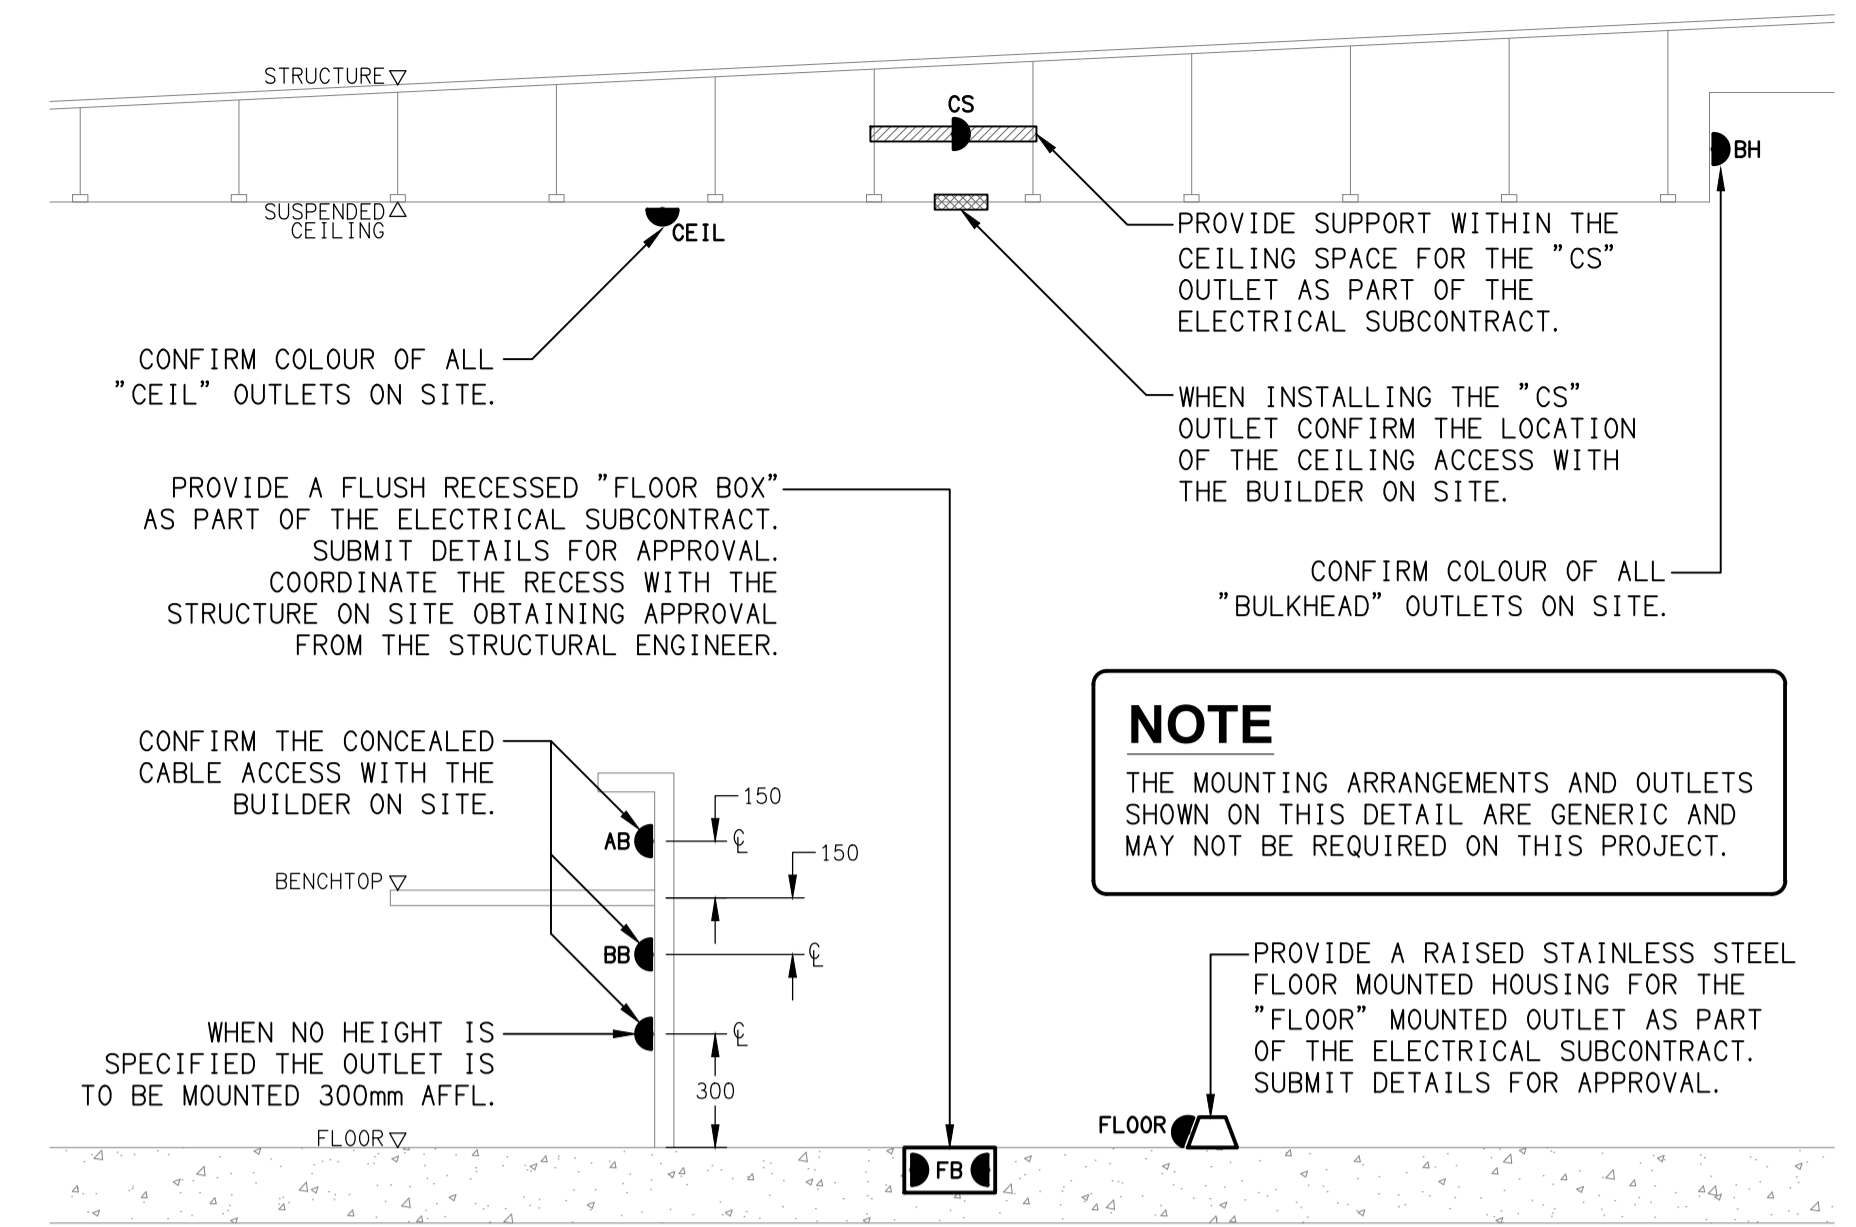 STRUCTURE
CS
BH
SUSPENDED
CEILING
CEIL
PROVIDE SUPPORT WITHIN THE
CEILING SPACE FOR THE "CS"
OUTLET AS PART OF THE
ELECTRICAL SUBCONTRACT.
CONFIRM COLOUR OF ALL
"CEIL" OUTLETS ON SITE.
WHEN INSTALLING THE "CS"
OUTLET CONFIRM THE LOCATION
OF THE CEILING ACCESS WITH
THE BUILDER ON SITE.
PROVIDE A FLUSH RECESSED "FLOOR BOX"
AS PART OF THE ELECTRICAL SUBCONTRACT.
SUBMIT DETAILS FOR APPROVAL.
COORDINATE THE RECESS WITH THE
STRUCTURE ON SITE OBTAINING APPROVAL
FROM THE STRUCTURAL ENGINEER.
CONFIRM COLOUR OF ALL
"BULKHEAD" OUTLETS ON SITE.
NOTE
THE MOUNTING ARRANGEMENTS AND OUTLETS
SHOWN ON THIS DETAIL ARE GENERIC AND
MAY NOT BE REQUIRED ON THIS PROJECT.
CONFIRM THE CONCEALED
CABLE ACCESS WITH THE
BUILDER ON SITE.
150
AB
℄
150
BENCHTOP
BB
℄
WHEN NO HEIGHT IS
SPECIFIED THE OUTLET IS
TO BE MOUNTED 300mm AFFL.
℄
300
PROVIDE A RAISED STAINLESS STEEL
FLOOR MOUNTED HOUSING FOR THE
"FLOOR" MOUNTED OUTLET AS PART
OF THE ELECTRICAL SUBCONTRACT.
SUBMIT DETAILS FOR APPROVAL.
FLOOR
FLOOR
FB